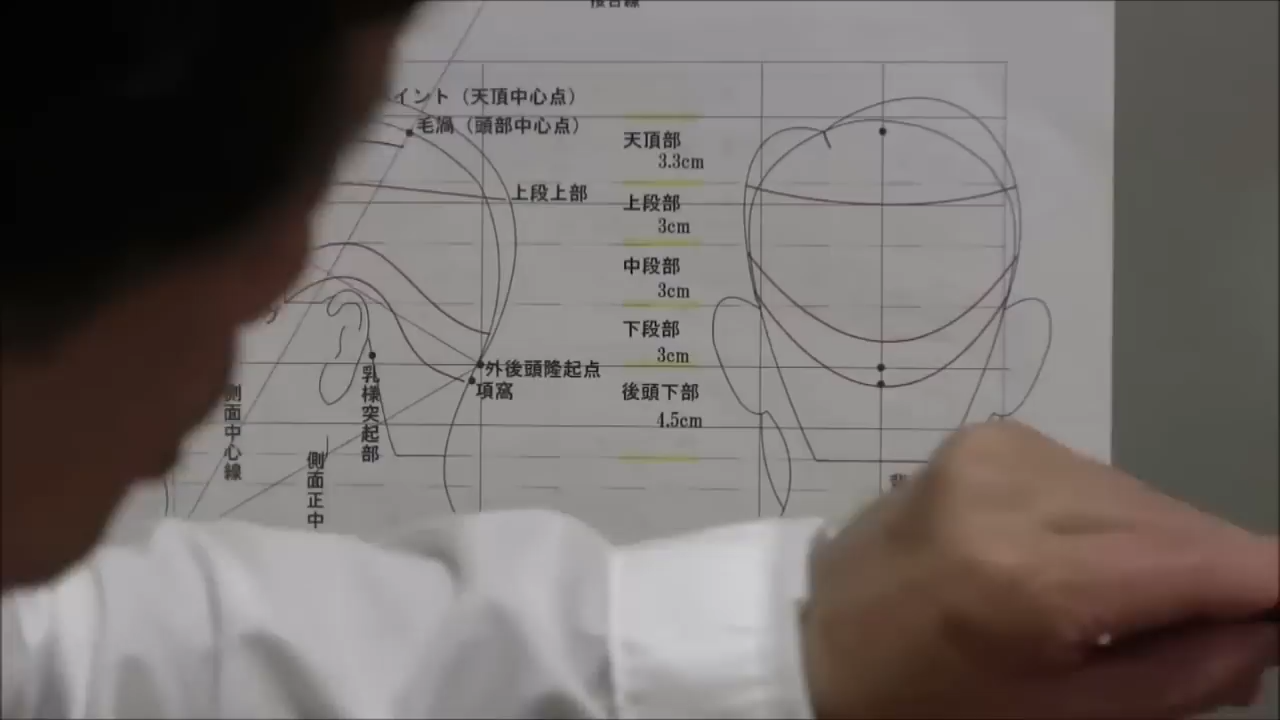 接合線
イント（天頂中心点）
毛渦（頭部中心点）
上段上部
外後頭隆起点
項窩
乳様突起部
側面中心線
側面正中
天頂部
3.3cm
上段部
3cm
中段部
3cm
下段部
3cm
後頭下部
4.5cm